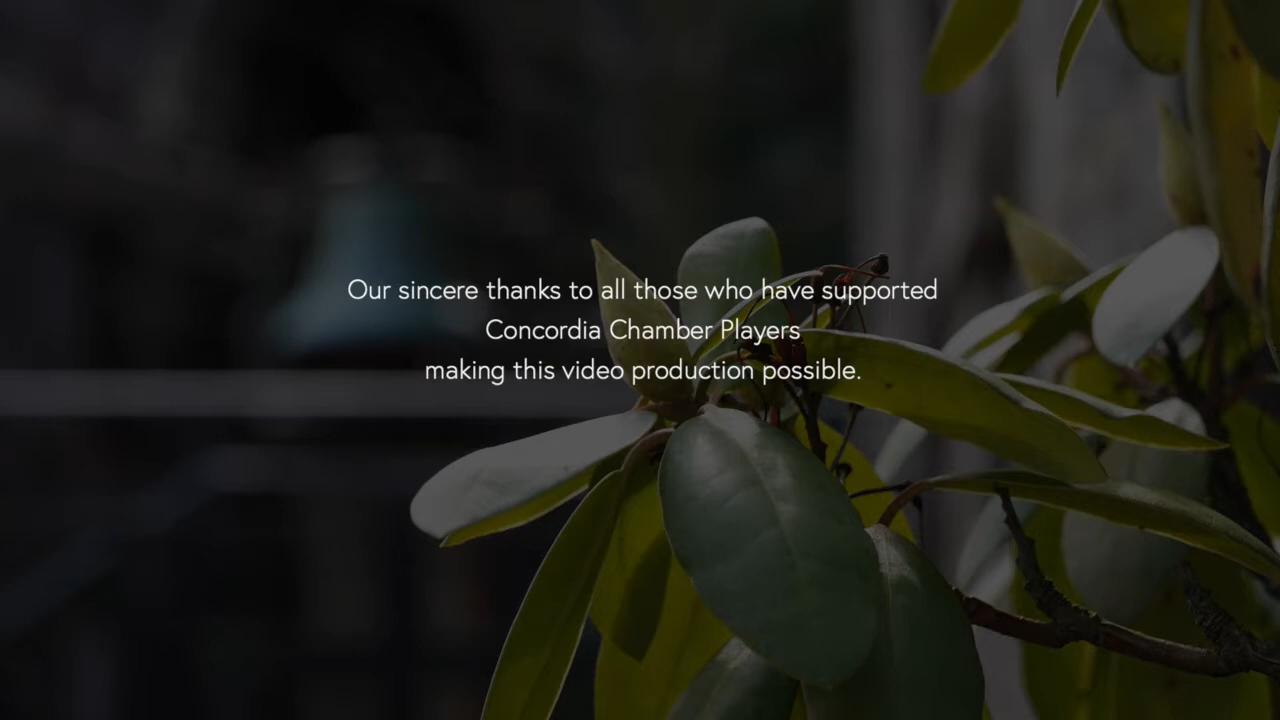 Our sincere thanks to all those who have supported
Concordia Chamber Players
making this video production possible.